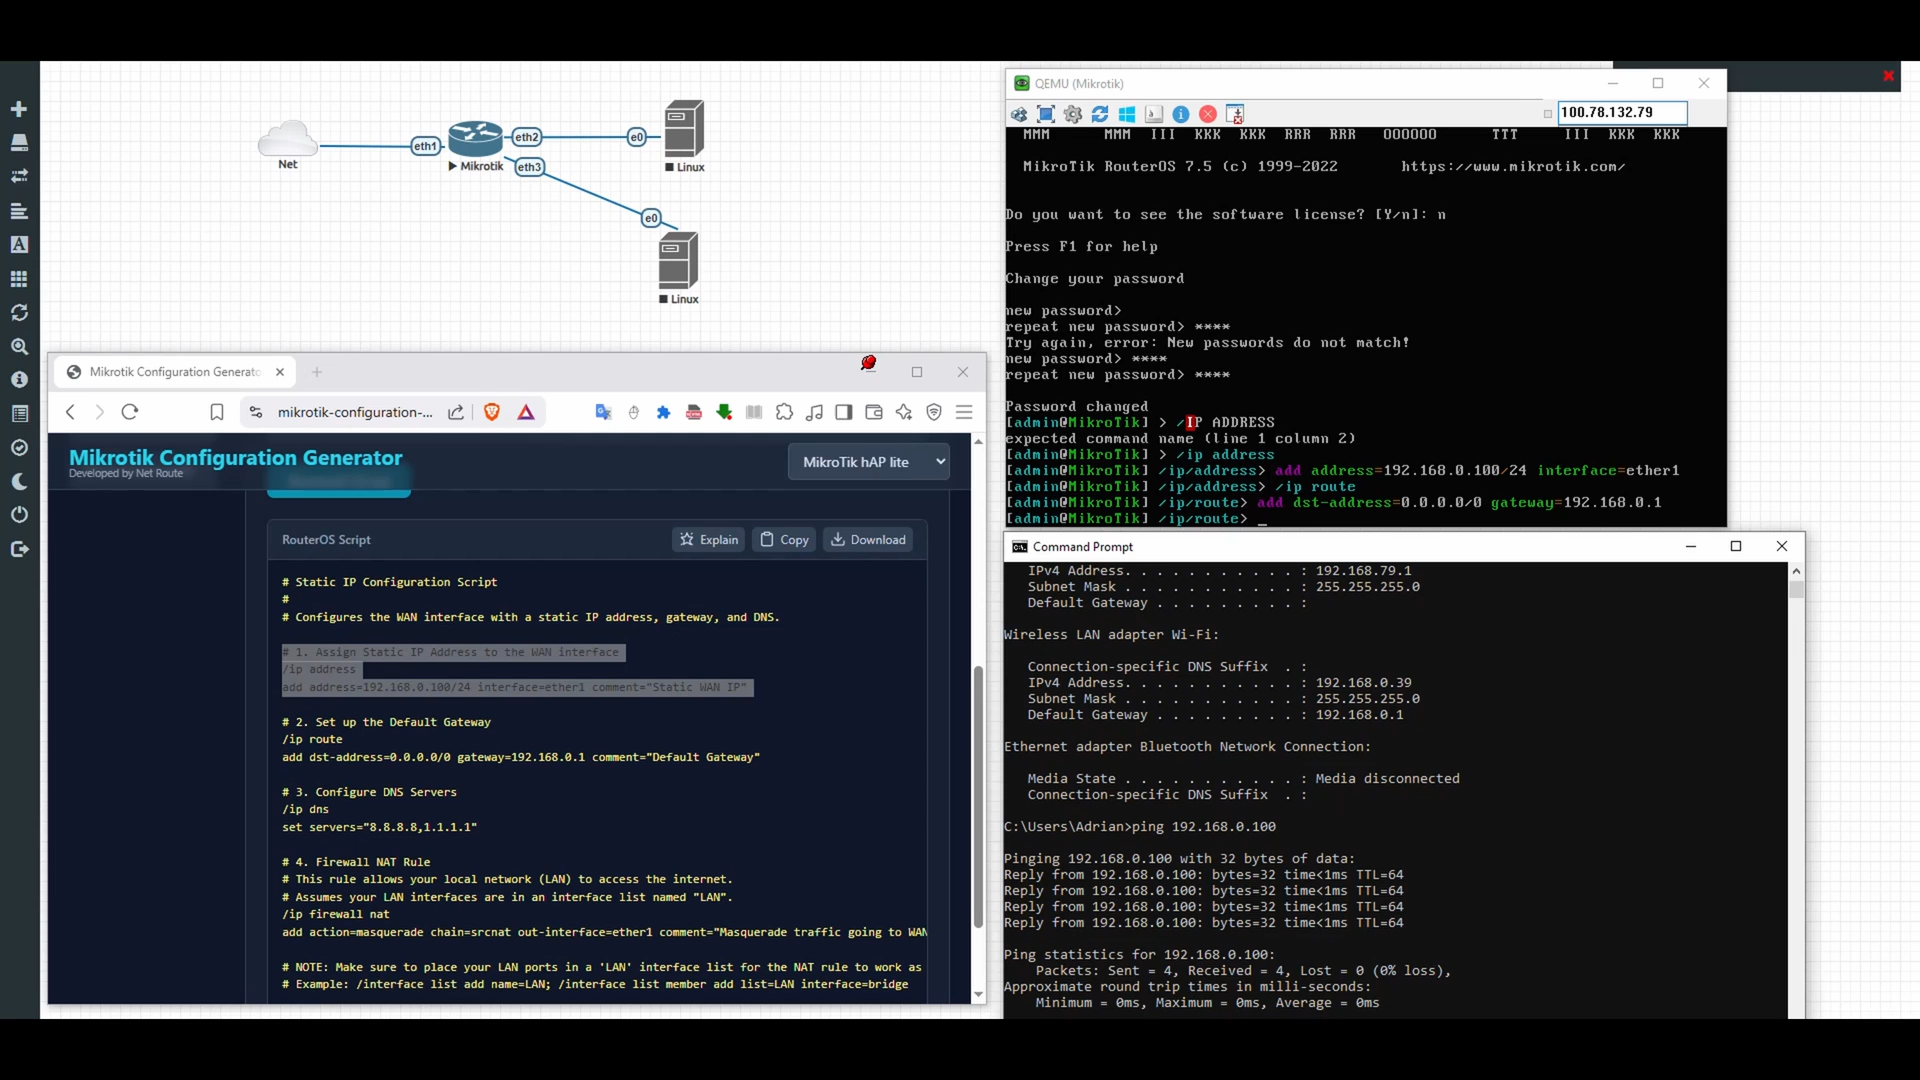 Net
eth1
Mikrotik
eth2
eth3
e0
Linux
e0
Linux
QEMU (Mikrotik)
100.78.132.79
MMM MMM III KKK KKK RRR RRR OOOOOO TTT III KKK KKK
MikroTik RouterOS 7.5 (c) 1999-2022 https://www.mikrotik.com/
Do you want to see the software license? [Y/n]: n
Press F1 for help
Change your password
new password>
repeat new password> ****
Try again, error: New passwords do not match!
new password> ****
repeat new password> ****
Password changed
[admin@MikroTik] > /IP ADDRESS
expected command name (line 1 column 2)
[admin@MikroTik] > /ip address
[admin@MikroTik] /ip/address> add address=192.168.0.100/24 interface=ether1
[admin@MikroTik] /ip/address> /ip route
[admin@MikroTik] /ip/route> add dst-address=0.0.0.0/0 gateway=192.168.0.1
[admin@MikroTik] /ip/route> _
Mikrotik Configuration Generato
mikrotik-configuration-...
Mikrotik Configuration Generator
Developed by Net Route
MikroTik hAP lite
RouterOS Script
Explain
Copy
Download
# Static IP Configuration Script
#
# Configures the WAN interface with a static IP address, gateway, and DNS.
# 1. Assign Static IP Address to the WAN interface
/ip address
add address=192.168.0.100/24 interface=ether1 comment="Static WAN IP"
# 2. Set up the Default Gateway
/ip route
add dst-address=0.0.0.0/0 gateway=192.168.0.1 comment="Default Gateway"
# 3. Configure DNS Servers
/ip dns
set servers="8.8.8.8,1.1.1.1"
# 4. Firewall NAT Rule
# This rule allows your local network (LAN) to access the internet.
# Assumes your LAN interfaces are in an interface list named "LAN".
/ip firewall nat
add action=masquerade chain=srcnat out-interface=ether1 comment="Masquerade traffic going to WAN
# NOTE: Make sure to place your LAN ports in a 'LAN' interface list for the NAT rule to work as
# Example: /interface list add name=LAN; /interface list member add list=LAN interface=bridge
Command Prompt
IPv4 Address. . . . . . . . . . . : 192.168.79.1
Subnet Mask . . . . . . . . . . . : 255.255.255.0
Default Gateway . . . . . . . . . :
Wireless LAN adapter Wi-Fi:
Connection-specific DNS Suffix . :
IPv4 Address. . . . . . . . . . . : 192.168.0.39
Subnet Mask . . . . . . . . . . . : 255.255.255.0
Default Gateway . . . . . . . . . : 192.168.0.1
Ethernet adapter Bluetooth Network Connection:
Media State . . . . . . . . . . . : Media disconnected
Connection-specific DNS Suffix . :
C:\Users\Adrian>ping 192.168.0.100
Pinging 192.168.0.100 with 32 bytes of data:
Reply from 192.168.0.100: bytes=32 time<1ms TTL=64
Reply from 192.168.0.100: bytes=32 time<1ms TTL=64
Reply from 192.168.0.100: bytes=32 time<1ms TTL=64
Reply from 192.168.0.100: bytes=32 time<1ms TTL=64
Ping statistics for 192.168.0.100:
Packets: Sent = 4, Received = 4, Lost = 0 (0% loss),
Approximate round trip times in milli-seconds:
Minimum = 0ms, Maximum = 0ms, Average = 0ms